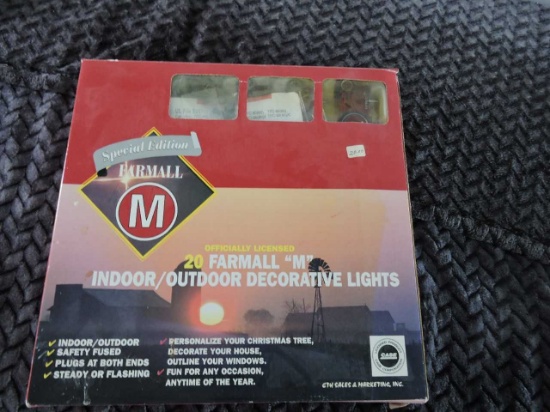 Special Edition
FARMALL
M
OFFICIALLY LICENSED
20 FARMALL "M"
INDOOR/OUTDOOR DECORATIVE LIGHTS
INDOOR/OUTDOOR
SAFETY FUSED
PLUGS AT BOTH ENDS
STEADY OR FLASHING
PERSONALIZE YOUR CHRISTMAS TREE,
DECORATE YOUR HOUSE,
OUTLINE YOUR WINDOWS.
FUN FOR ANY OCCASION,
ANYTIME OF THE YEAR.
CASE
GTN SALES & MARKETING, INC.